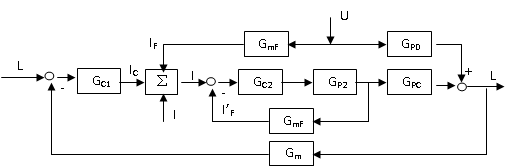 U
I_F
G_mF
G_PD
L
-
G_C1
I_C
Σ
I
-
G_C2
G_P2
G_PC
+
L
I
I'_F
G_mF
G_m